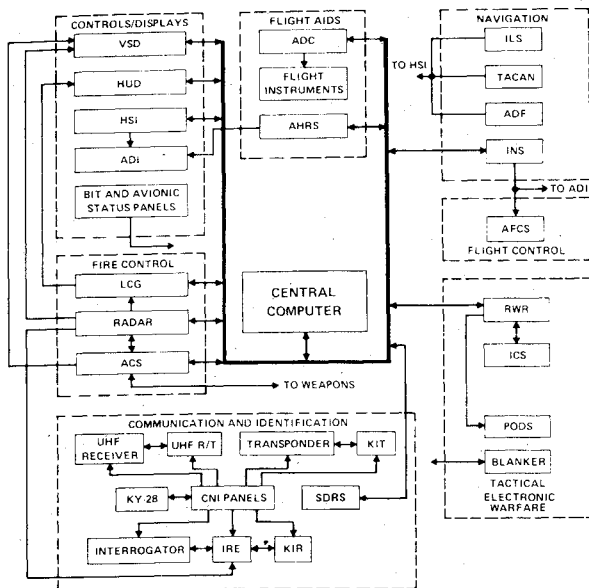 CONTROLS/DISPLAYS
VSD
HUD
HSI
ADI
BIT AND AVIONIC
STATUS PANELS
FIRE CONTROL
LCG
RADAR
ACS
TO WEAPONS
FLIGHT AIDS
ADC
FLIGHT
INSTRUMENTS
AHRS
CENTRAL
COMPUTER
NAVIGATION
ILS
TO HSI
TACAN
ADF
INS
TO ADI
AFCS
FLIGHT CONTROL
RWR
ICS
PODS
BLANKER
TACTICAL
ELECTRONIC
WARFARE
COMMUNICATION AND IDENTIFICATION
UHF
RECEIVER
UHF R/T
TRANSPONDER
KIT
KY-28
CNI PANELS
SDRS
INTERROGATOR
IRE
KIR